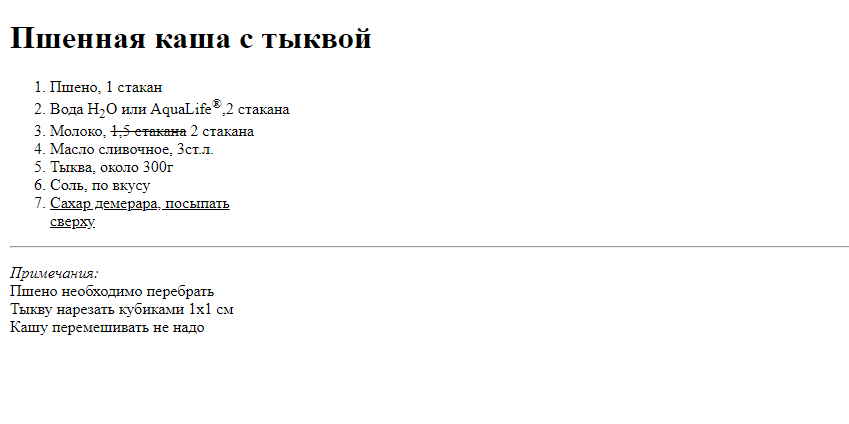 Пшенная каша с тыквой
1. Пшено, 1 стакан
2. Вода H₂O или AquaLife®,2 стакана
3. Молоко, 1,5 стакана 2 стакана
4. Масло сливочное, 3ст.л.
5. Тыква, около 300г
6. Соль, по вкусу
7. Сахар демерара, посыпать
сверху
Примечания:
Пшено необходимо перебрать
Тыкву нарезать кубиками 1х1 см
Кашу перемешивать не надо